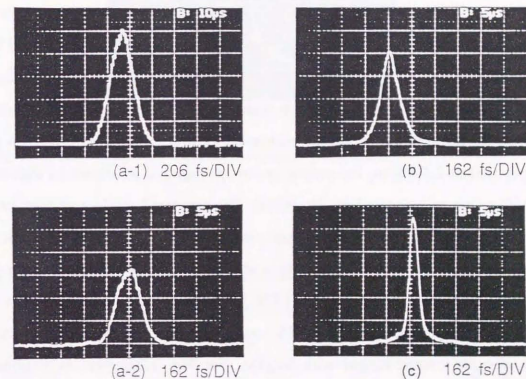 B: 10µs
B: 5µs
(a-1) 206 fs/DIV
(b) 162 fs/DIV
B: 5µs
B: 5µs
(a-2) 162 fs/DIV
(c) 162 fs/DIV